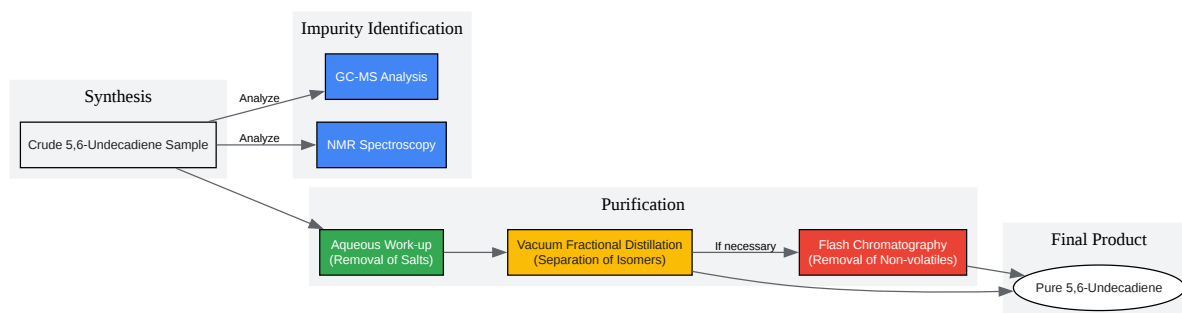 Impurity Identification
GC-MS Analysis
Synthesis
Analyze
Crude 5,6-Undecadiene Sample
Analyze
NMR Spectroscopy
Purification
Aqueous Work-up
(Removal of Salts)
Vacuum Fractional Distillation
(Separation of Isomers)
If necessary
Flash Chromatography
(Removal of Non-volatiles)
Final Product
Pure 5,6-Undecadiene